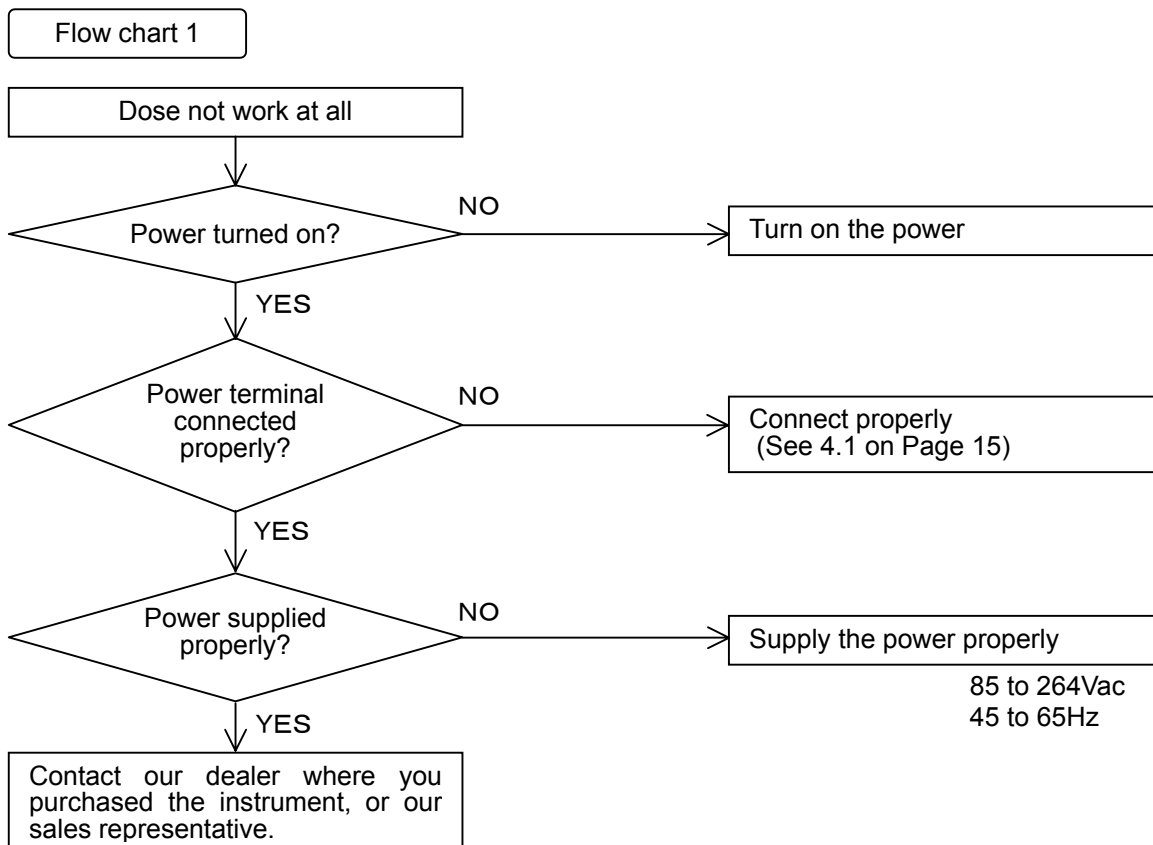 Flow chart 1
Dose not work at all
Power turned on?
NO
Turn on the power
YES
Power terminal
connected
properly?
NO
Connect properly
(See 4.1 on Page 15)
YES
Power supplied
properly?
NO
Supply the power properly
85 to 264Vac
45 to 65Hz
YES
Contact our dealer where you
purchased the instrument, or our
sales representative.